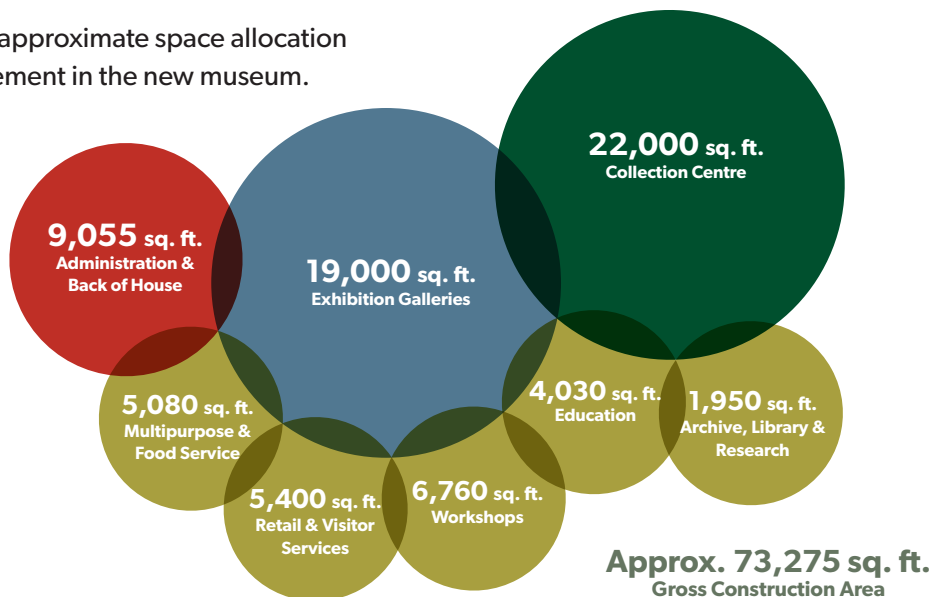 approximate space allocation
ement in the new museum.
22,000 sq. ft.
Collection Centre
9,055 sq. ft.
Administration &
Back of House
19,000 sq. ft.
Exhibition Galleries
5,080 sq. ft.
Multipurpose &
Food Service
5,400 sq. ft.
Retail & Visitor
Services
6,760 sq. ft.
Workshops
4,030 sq. ft.
Education
1,950 sq. ft.
Archive, Library &
Research
Approx. 73,275 sq. ft.
Gross Construction Area